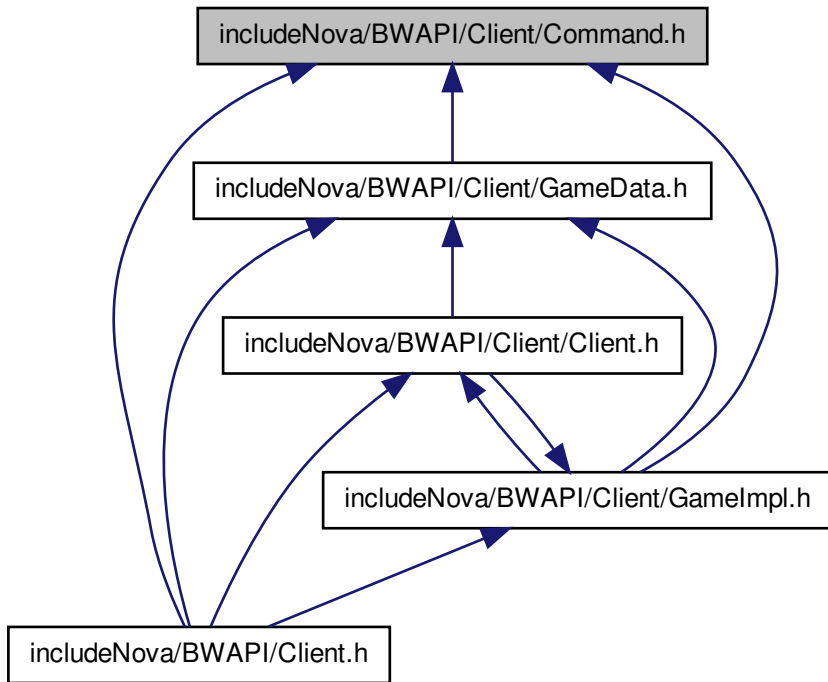 includeNova/BWAPI/Client/Command.h
includeNova/BWAPI/Client/GameData.h
includeNova/BWAPI/Client/Client.h
includeNova/BWAPI/Client/GameImpl.h
includeNova/BWAPI/Client.h